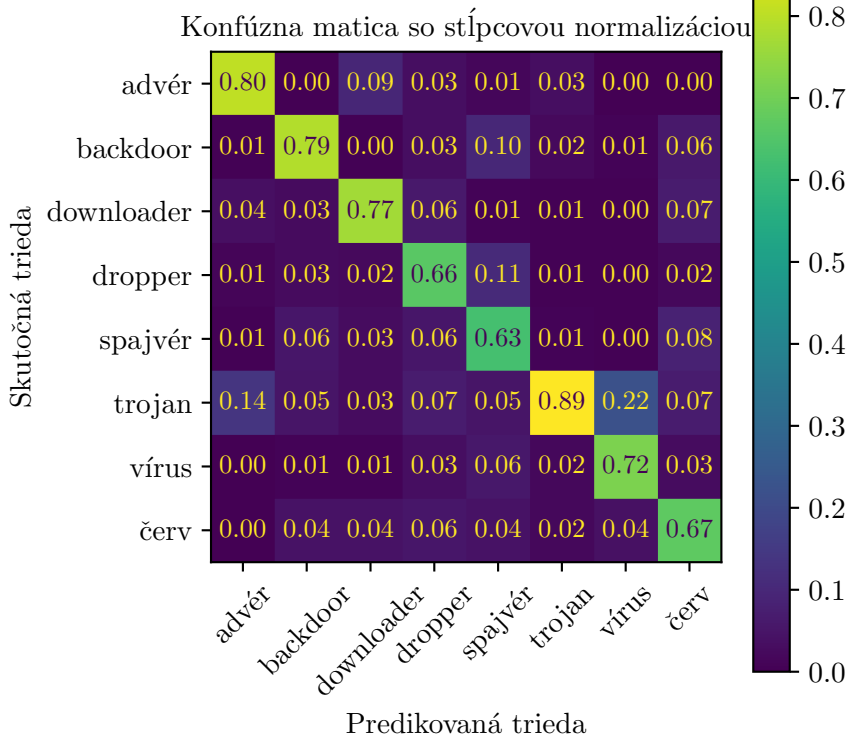 Konfúzna matica so stĺpcovou normalizáciou
Skutočná trieda
advér 0.80 0.00 0.09 0.03 0.01 0.03 0.00 0.00
backdoor 0.01 0.79 0.00 0.03 0.10 0.02 0.01 0.06
downloader 0.04 0.03 0.77 0.06 0.01 0.01 0.00 0.07
dropper 0.01 0.03 0.02 0.66 0.11 0.01 0.00 0.02
spajvér 0.01 0.06 0.03 0.06 0.63 0.01 0.00 0.08
trojan 0.14 0.05 0.03 0.07 0.05 0.89 0.22 0.07
vírus 0.00 0.01 0.01 0.03 0.06 0.02 0.72 0.03
červ 0.00 0.04 0.04 0.06 0.04 0.02 0.04 0.67
advér backdoor downloader dropper spajvér trojan vírus červ
Predikovaná trieda
0.8
0.7
0.6
0.5
0.4
0.3
0.2
0.1
0.0